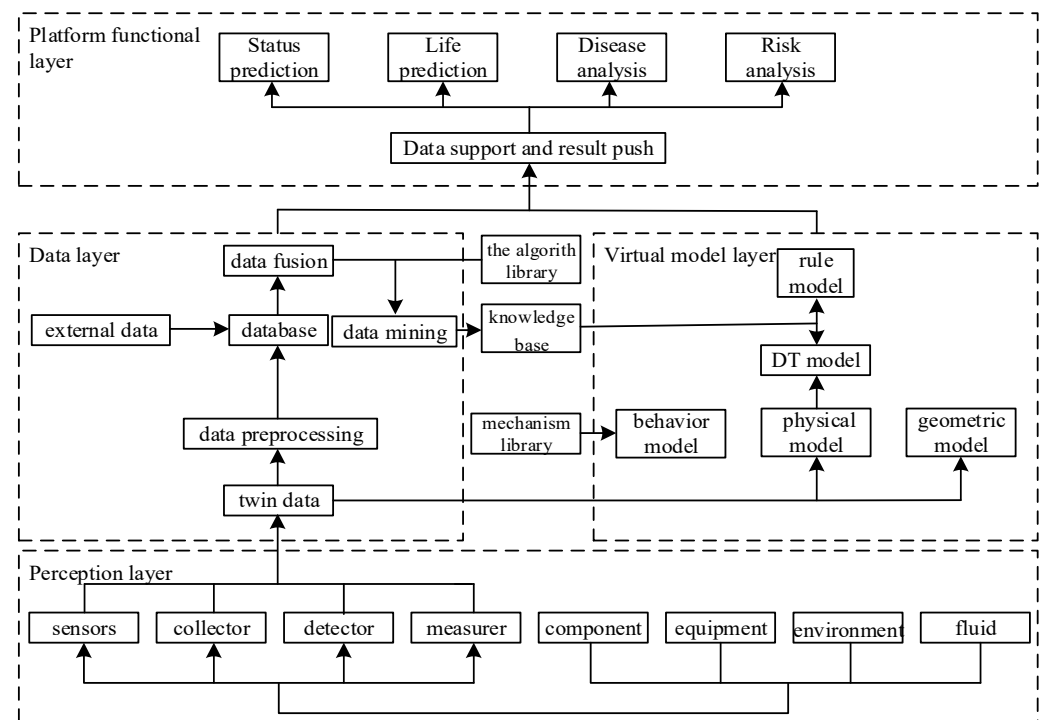 Platform functional
layer
Status
prediction
Life
prediction
Disease
analysis
Risk
analysis
Data support and result push
Data layer
data fusion
the algorith
library
Virtual model layer
rule
model
external data
database
data mining
knowledge
base
DT model
data preprocessing
mechanism
library
behavior
model
physical
model
geometric
model
twin data
Perception layer
sensors
collector
detector
measurer
component
equipment
environment
fluid